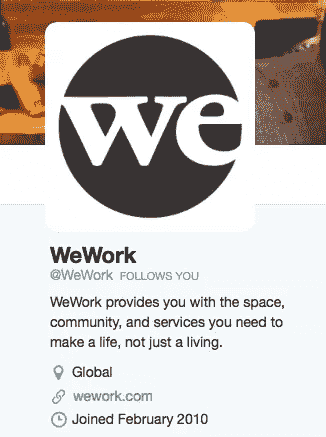 we
WeWork
@WeWork FOLLOWS YOU
WeWork provides you with the space,
community, and services you need to
make a life, not just a living.
Global
wework.com
Joined February 2010